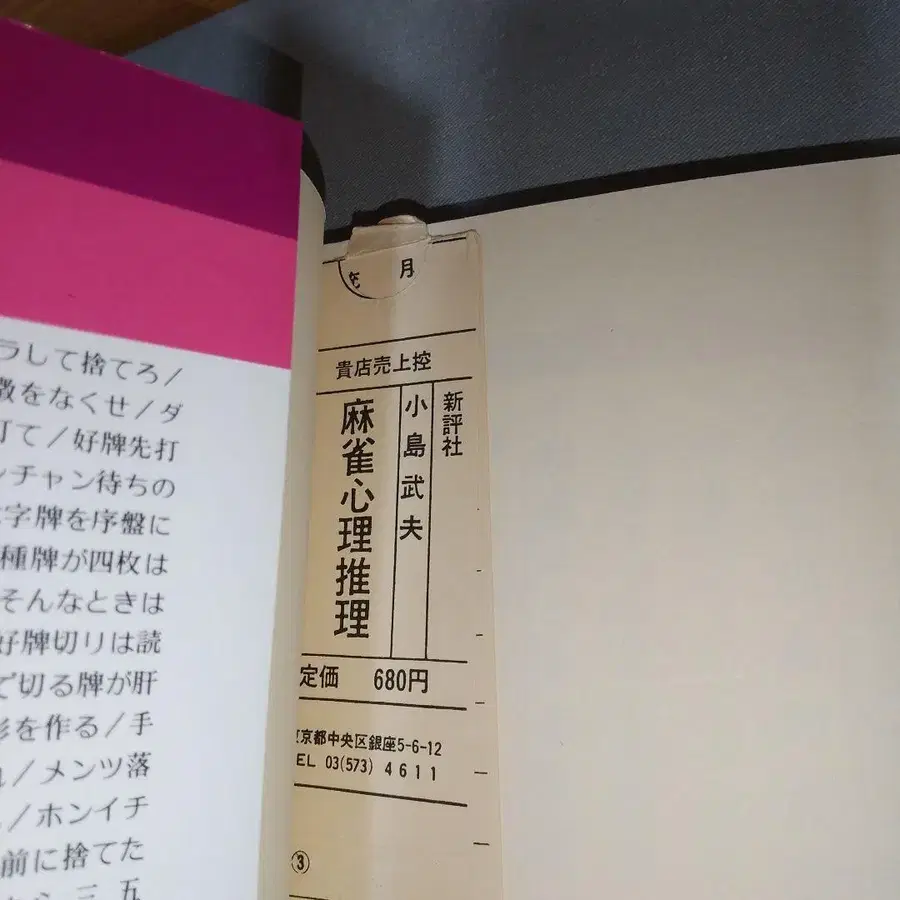 ラして捨てろ/
をなくせ/ダ
打て/好牌先打
チャン待ちの
字牌を序盤に
種牌が四枚は
そんなときは
好牌切りは読
で切る牌が肝
形を作る/手
/メンツ落
/ホンイチ
前に捨てた
三 五
月
貴店売上控
新評社
小島武夫
麻雀心理推理
定価 680円
京都中央区銀座5-6-12
EL 03(573) 4611
③